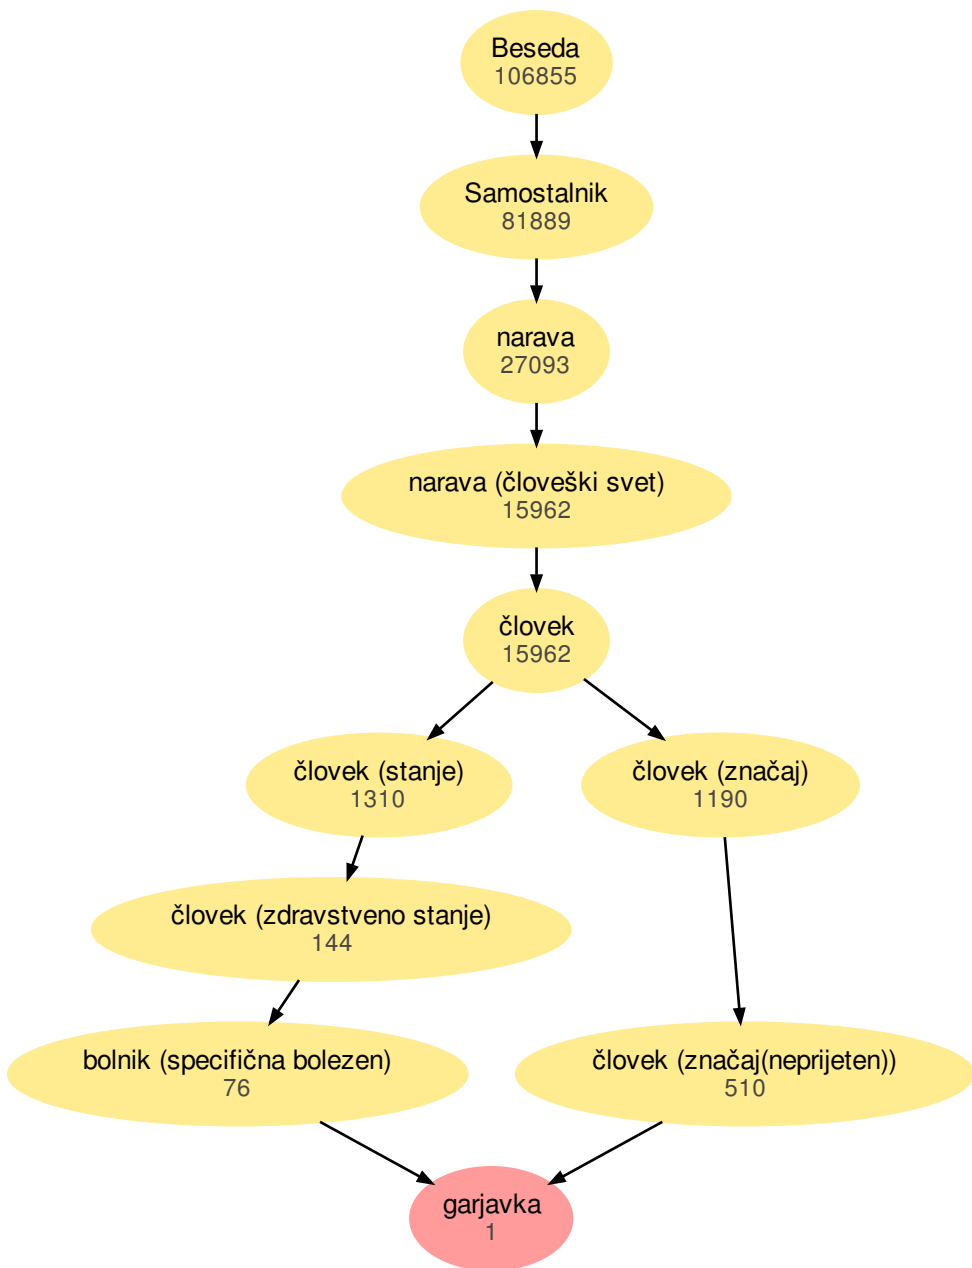 Beseda
106855
Samostalnik
81889
narava
27093
narava (človeški svet)
15962
človek
15962
človek (stanje)
1310
človek (značaj)
1190
človek (zdravstveno stanje)
144
bolnik (specifična bolezen)
76
človek (značaj(neprijeten))
510
garjavka
1